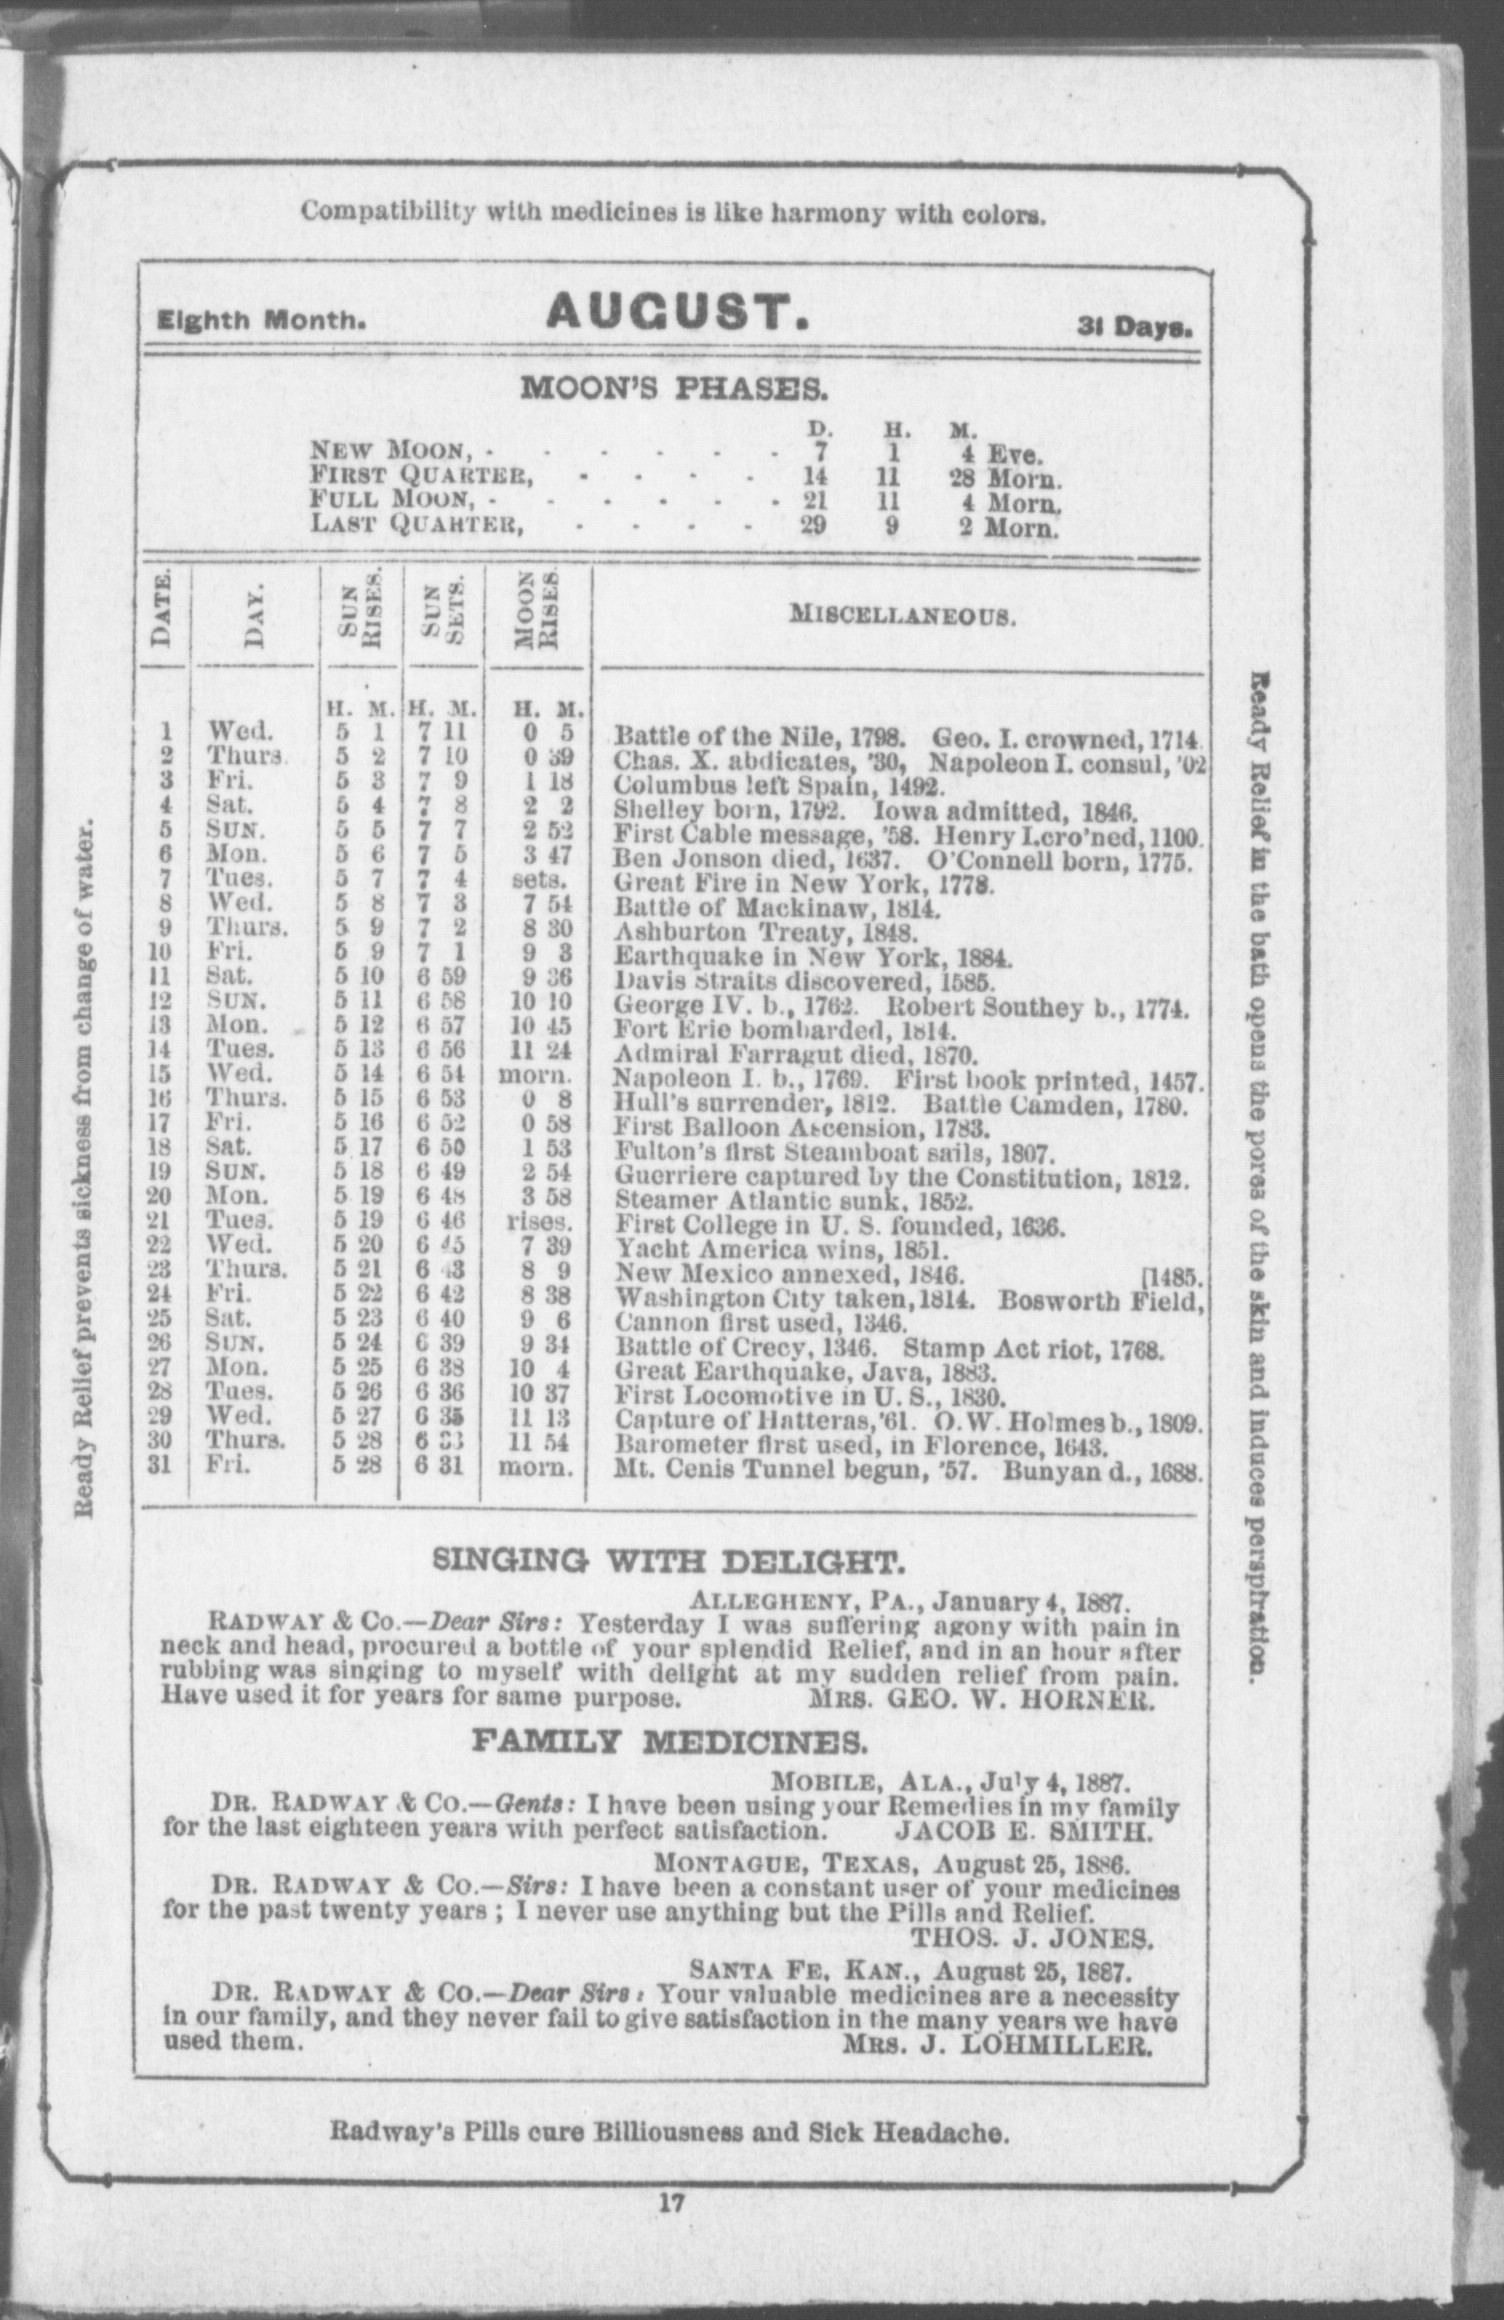 Compatibility with medicines is like harmony with colors.
Eighth Month. AUGUST. 31 Days.
MOON'S PHASES.
D. H. M.
NEW MOON, - - - - - - 7 1 4 Eve.
FIRST QUARTER, - - - - 14 11 28 Morn.
FULL MOON, - - - - - - 21 11 4 Morn.
LAST QUARTER, - - - - 29 9 2 Morn.
DATE. DAY. SUN RISES. SUN SETS. MOON RISES. MISCELLANEOUS.
H. M. H. M. H. M.
1 Wed. 5 1 7 11 0 5 Battle of the Nile, 1798. Geo. I. crowned, 1714.
2 Thurs. 5 2 7 10 0 39 Chas. X. abdicates, '30, Napoleon I. consul, '02
3 Fri. 5 3 7 9 1 18 Columbus left Spain, 1492.
4 Sat. 5 4 7 8 2 2 Shelley born, 1792. Iowa admitted, 1846.
5 SUN. 5 5 7 7 2 52 First Cable message, '58. Henry I.cro'ned, 1100.
6 Mon. 5 6 7 5 3 47 Ben Jonson died, 1637. O'Connell born, 1775.
7 Tues. 5 7 7 4 sets. Great Fire in New York, 1778.
8 Wed. 5 8 7 3 7 54 Battle of Mackinaw, 1814.
9 Thurs. 5 9 7 2 8 30 Ashburton Treaty, 1848.
10 Fri. 5 9 7 1 9 3 Earthquake in New York, 1884.
11 Sat. 5 10 6 59 9 36 Davis Straits discovered, 1585.
12 SUN. 5 11 6 58 10 10 George IV. b., 1762. Robert Southey b., 1774.
13 Mon. 5 12 6 57 10 45 Fort Erie bombarded, 1814.
14 Tues. 5 13 6 56 11 24 Admiral Farragut died, 1870.
15 Wed. 5 14 6 54 morn. Napoleon I. b., 1769. First book printed, 1457.
16 Thurs. 5 15 6 53 0 8 Hull's surrender, 1812. Battle Camden, 1780.
17 Fri. 5 16 6 52 0 58 First Balloon Ascension, 1783.
18 Sat. 5 17 6 50 1 53 Fulton's first Steamboat sails, 1807.
19 SUN. 5 18 6 49 2 54 Guerriere captured by the Constitution, 1812.
20 Mon. 5 19 6 48 3 58 Steamer Atlantic sunk, 1852.
21 Tues. 5 19 6 46 rises. First College in U. S. founded, 1636.
22 Wed. 5 20 6 45 7 39 Yacht America wins, 1851.
23 Thurs. 5 21 6 43 8 9 New Mexico annexed, 1846. [1485.
24 Fri. 5 22 6 42 8 38 Washington City taken, 1814. Bosworth Field,
25 Sat. 5 23 6 40 9 6 Cannon first used, 1346.
26 SUN. 5 24 6 39 9 34 Battle of Crecy, 1346. Stamp Act riot, 1768.
27 Mon. 5 25 6 38 10 4 Great Earthquake, Java, 1883.
28 Tues. 5 26 6 36 10 37 First Locomotive in U. S., 1830.
29 Wed. 5 27 6 35 11 13 Capture of Hatteras, '61. O. W. Holmes b., 1809.
30 Thurs. 5 28 6 33 11 54 Barometer first used, in Florence, 1643.
31 Fri. 5 28 6 31 morn. Mt. Cenis Tunnel begun, '57. Bunyan d., 1688.
SINGING WITH DELIGHT.
ALLEGHENY, PA., January 4, 1887.
RADWAY & CO.—Dear Sirs: Yesterday I was suffering agony with pain in
neck and head, procured a bottle of your splendid Relief, and in an hour after
rubbing was singing to myself with delight at my sudden relief from pain.
Have used it for years for same purpose. MRS. GEO. W. HORNER.
FAMILY MEDICINES.
MOBILE, ALA., July 4, 1887.
DR. RADWAY & CO.—Gents: I have been using your Remedies in my family
for the last eighteen years with perfect satisfaction. JACOB E. SMITH.
MONTAGUE, TEXAS, August 25, 1886.
DR. RADWAY & CO.—Sirs: I have been a constant user of your medicines
for the past twenty years; I never use anything but the Pills and Relief.
THOS. J. JONES.
SANTA FE, KAN., August 25, 1887.
DR. RADWAY & CO.—Dear Sirs: Your valuable medicines are a necessity
in our family, and they never fail to give satisfaction in the many years we have
used them. MRS. J. LOHMILLER.
Radway's Pills cure Billiousness and Sick Headache.
17
Ready Relief prevents sickness from change of water.
Ready Relief in the bath opens the pores of the skin and induces perspiration.